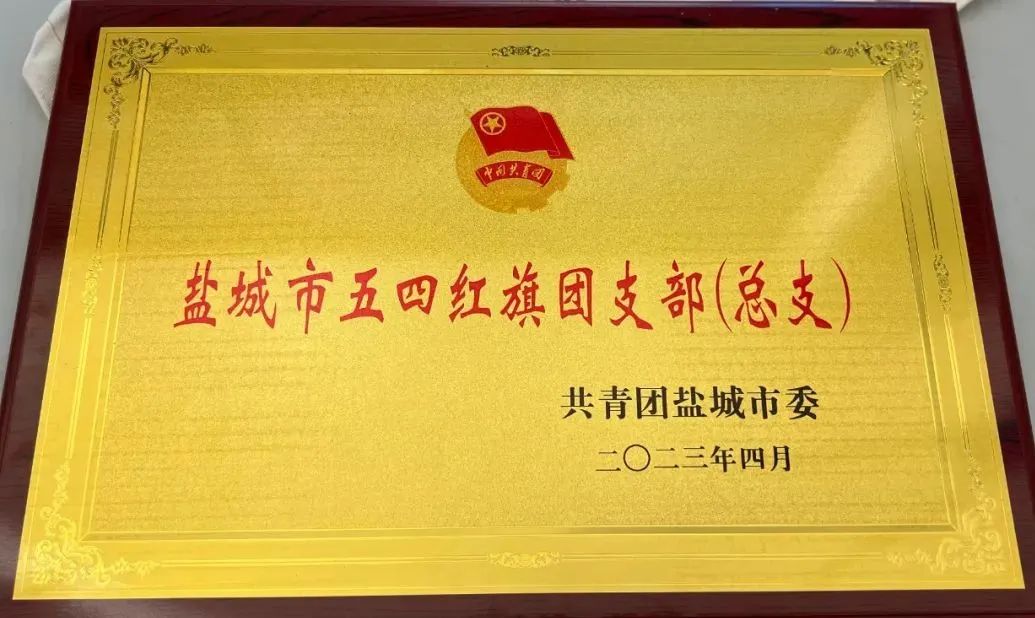 中国共青团
盐城市五四红旗团支部(总支)
共青团盐城市委
二〇二三年四月